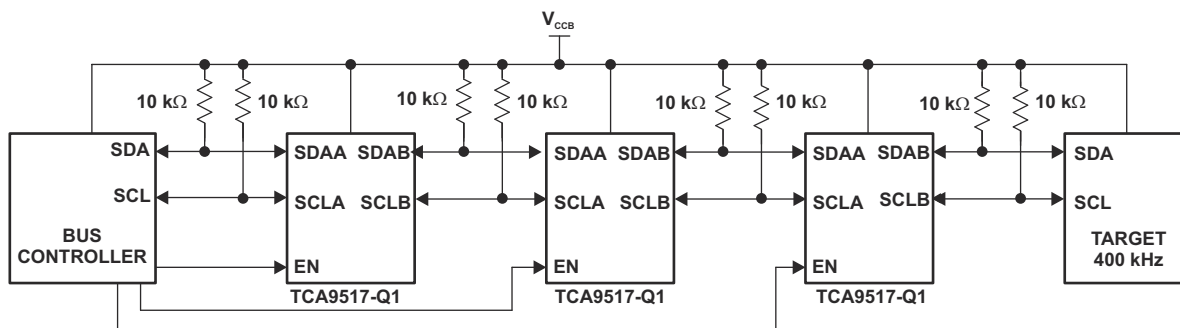 V CCB
10 kΩ 10 kΩ 10 kΩ 10 kΩ 10 kΩ 10 kΩ 10 kΩ 10 kΩ
SDA SDAA SDAB SDAA SDAB SDAA SDAB SDA
SCL SCLA SCLB SCLA SCLB SCLA SCLB SCL
BUS
CONTROLLER
EN EN EN
TARGET
400 kHz
TCA9517-Q1 TCA9517-Q1 TCA9517-Q1